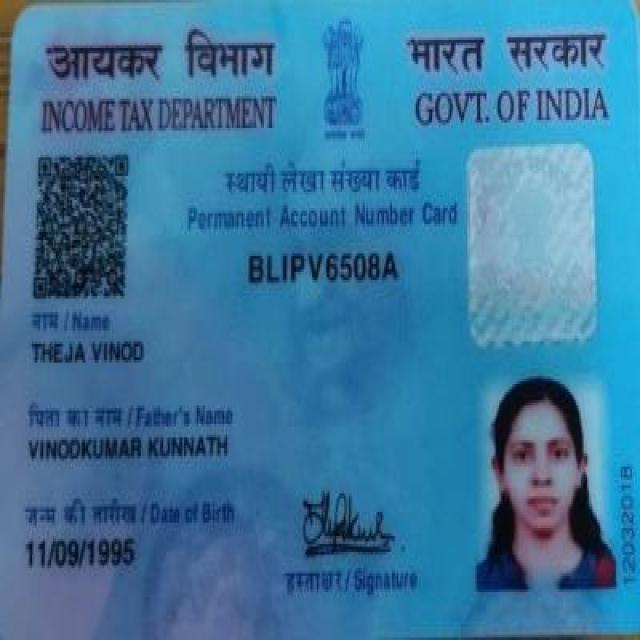 आयकर विभाग
INCOME TAX DEPARTMENT
भारत सरकार
GOVT. OF INDIA
स्थायी लेखा संख्या कार्ड
Permanent Account Number Card
BLIPV6508A
नाम / Name
THEJA VINOD
पिता का नाम / Father's Name
VINODKUMAR KUNNATH
जन्म की तारीख / Date of Birth
11/09/1995
हस्ताक्षर / Signature
12032018